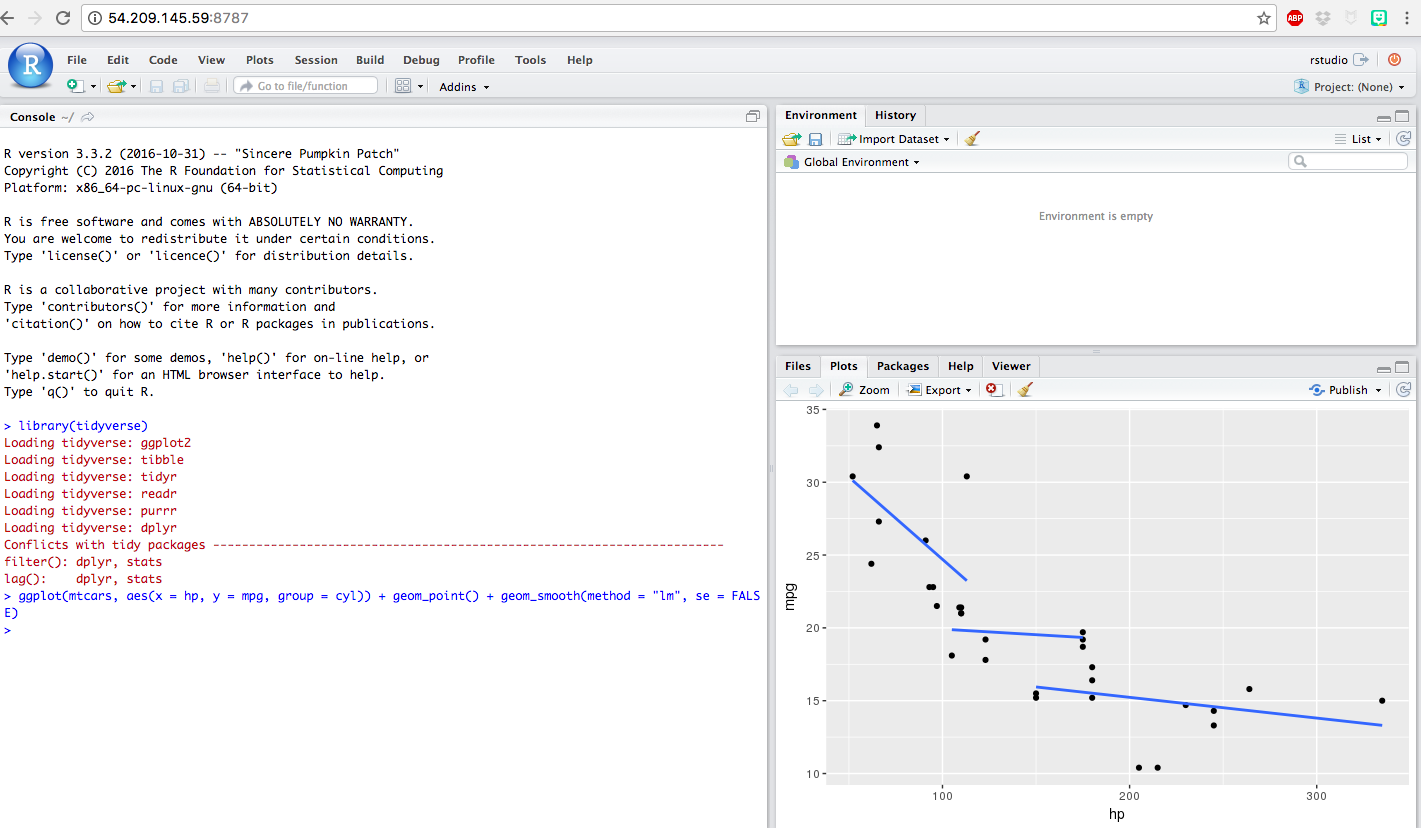 54.209.145.59:8787
ABP
R
File Edit Code View Plots Session Build Debug Profile Tools Help
rstudio
Go to file/function
Addins
Project: (None)
Console ~/
R version 3.3.2 (2016-10-31) -- "Sincere Pumpkin Patch"
Copyright (C) 2016 The R Foundation for Statistical Computing
Platform: x86_64-pc-linux-gnu (64-bit)
R is free software and comes with ABSOLUTELY NO WARRANTY.
You are welcome to redistribute it under certain conditions.
Type 'license()' or 'licence()' for distribution details.
R is a collaborative project with many contributors.
Type 'contributors()' for more information and
'citation()' on how to cite R or R packages in publications.
Type 'demo()' for some demos, 'help()' for on-line help, or
'help.start()' for an HTML browser interface to help.
Type 'q()' to quit R.
> library(tidyverse)
Loading tidyverse: ggplot2
Loading tidyverse: tibble
Loading tidyverse: tidyr
Loading tidyverse: readr
Loading tidyverse: purrr
Loading tidyverse: dplyr
Conflicts with tidy packages -----------------------------------------------------------------------
filter(): dplyr, stats
lag():    dplyr, stats
> ggplot(mtcars, aes(x = hp, y = mpg, group = cyl)) + geom_point() + geom_smooth(method = "lm", se = FALS
E)
>
Environment History
Import Dataset
List
Global Environment
Environment is empty
Files Plots Packages Help Viewer
Zoom Export
Publish
35
30
25
20
15
10
mpg
100 200 300
hp